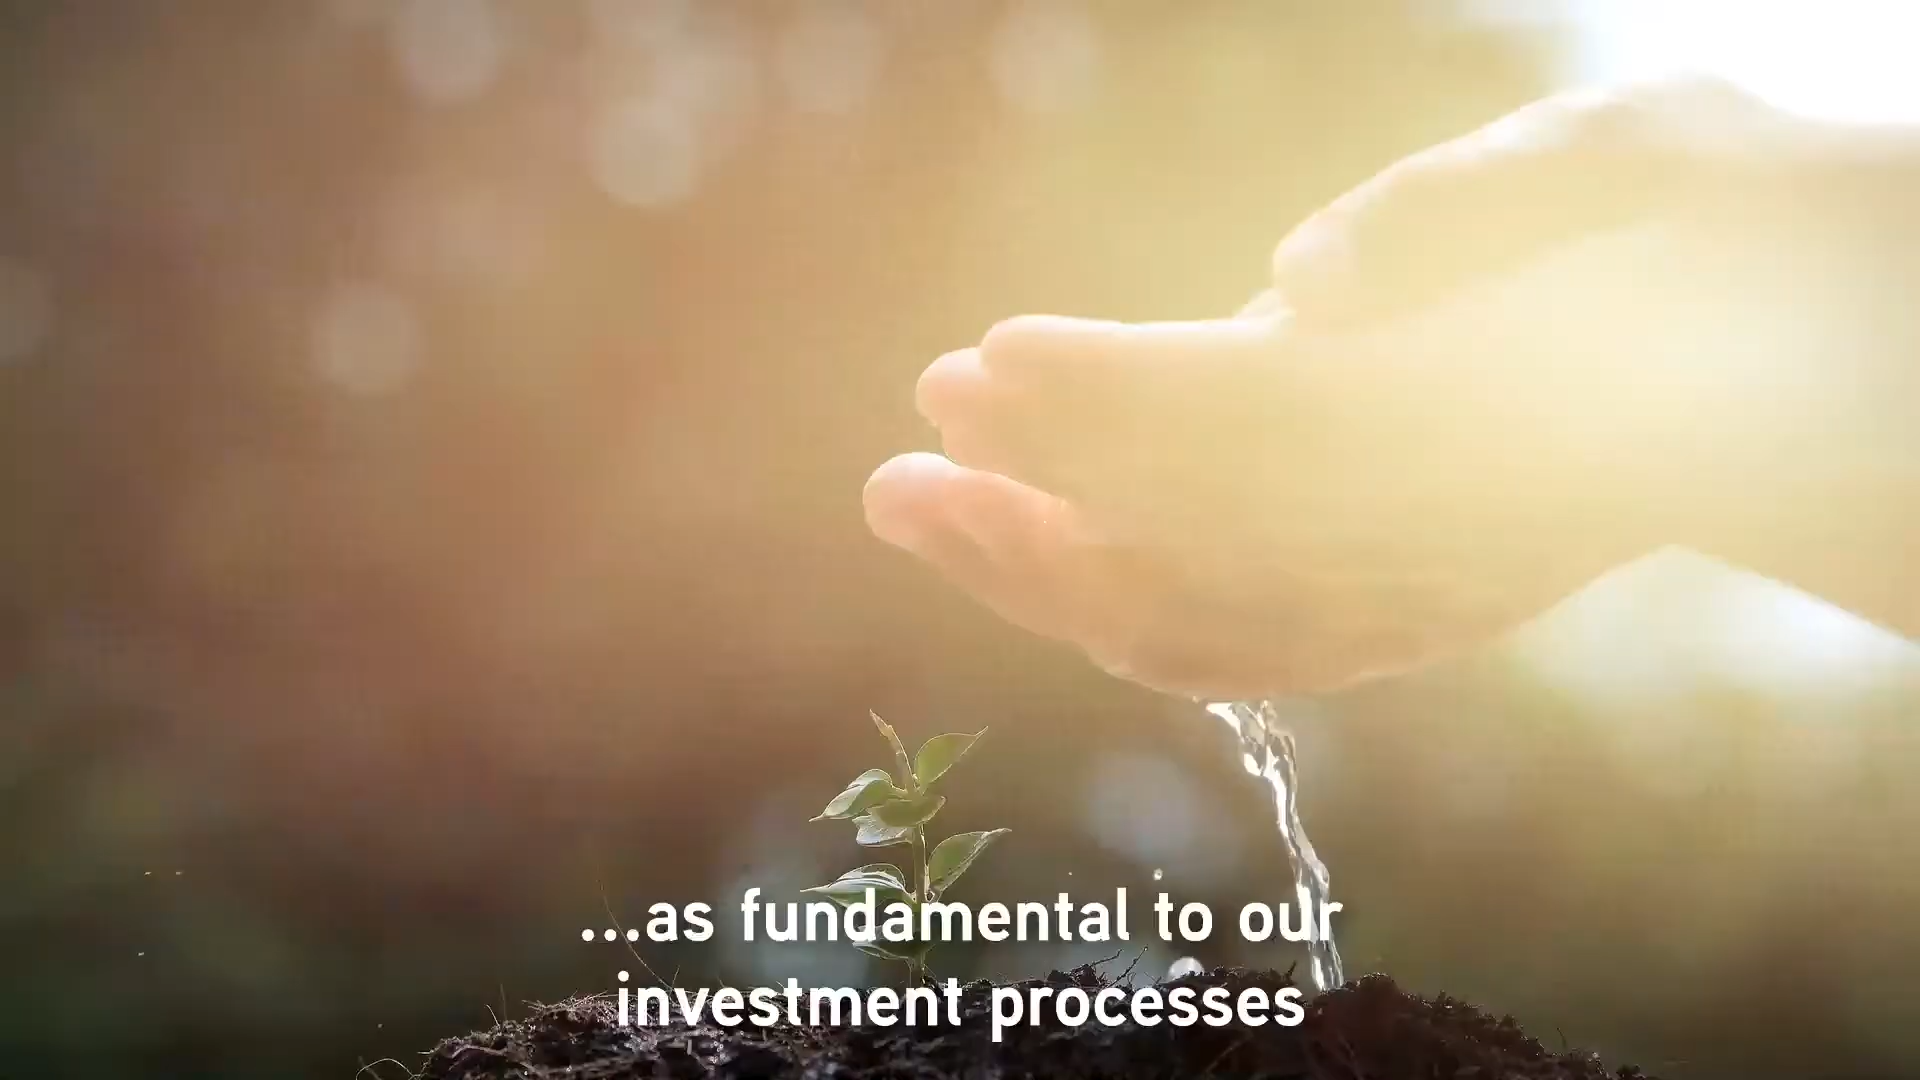 ...as fundamental to our
investment processes